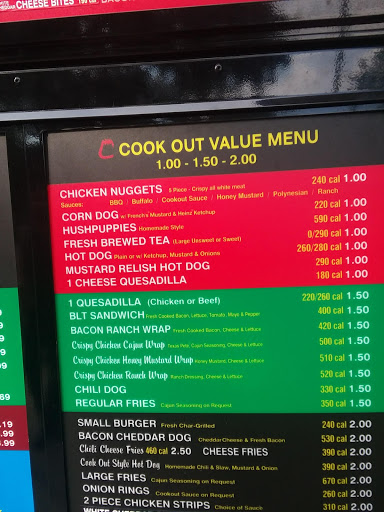 CHEESE BITES
COOK OUT VALUE MENU
1.00 - 1.50 - 2.00
CHICKEN NUGGETS 5 Piece - Crispy all white meat 240 cal 1.00
Sauces: BBQ / Buffalo / Cookout Sauce / Honey Mustard / Polynesian / Ranch
CORN DOG w/ French's Mustard & Heinz Ketchup 220 cal 1.00
HUSHPUPPIES Homemade Style 590 cal 1.00
FRESH BREWED TEA (Large Unsweet or Sweet) 0/290 cal 1.00
HOT DOG Plain or w/ Ketchup, Mustard & Onions 260/280 cal 1.00
MUSTARD RELISH HOT DOG 290 cal 1.00
1 CHEESE QUESADILLA 180 cal 1.00
1 QUESADILLA (Chicken or Beef) 220/260 cal 1.50
BLT SANDWICH Fresh Cooked Bacon, Lettuce, Tomato, Mayo & Pepper 400 cal 1.50
BACON RANCH WRAP Fresh Cooked Bacon, Cheese & Lettuce 420 cal 1.50
Crispy Chicken Cajun Wrap Texas Pete, Cajun Seasoning, Cheese & Lettuce 500 cal 1.50
Crispy Chicken Honey Mustard Wrap Honey Mustard, Cheese & Lettuce 510 cal 1.50
Crispy Chicken Ranch Wrap Ranch Dressing, Cheese & Lettuce 520 cal 1.50
CHILI DOG 330 cal 1.50
REGULAR FRIES Cajun Seasoning on Request 350 cal 1.50
SMALL BURGER Fresh Char-Grilled 240 cal 2.00
BACON CHEDDAR DOG Cheddar Cheese & Fresh Bacon 530 cal 2.00
Chili Cheese Fries 460 cal 2.50 CHEESE FRIES 390 cal 2.00
Cook Out Style Hot Dog Homemade Chili & Slaw, Mustard & Onion 390 cal 2.00
LARGE FRIES Cajun Seasoning on Request 670 cal 2.00
ONION RINGS Cookout Sauce on Request 260 cal 2.00
2 PIECE CHICKEN STRIPS Choice of Sauce 310 cal 2.00